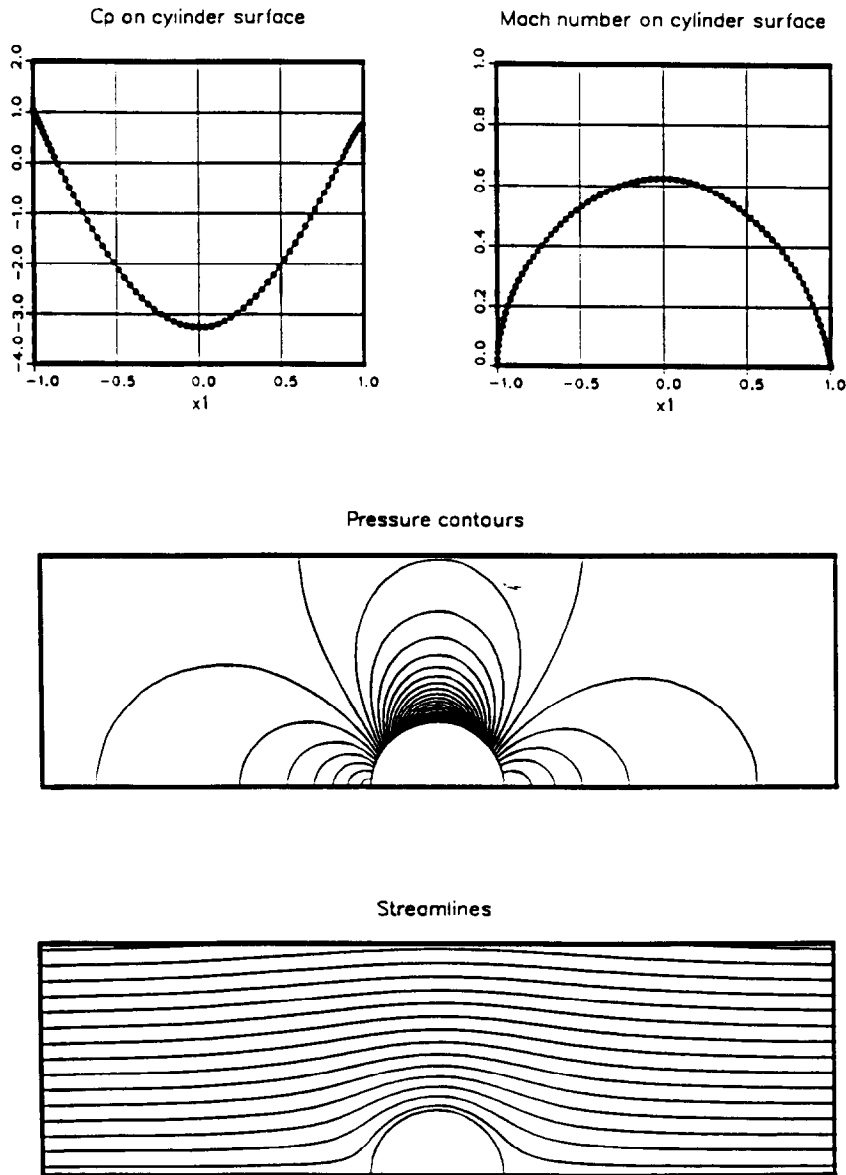 Cp on cylinder surface
2.0
1.0
0.0
-1.0
-2.0
-3.0
-4.0
-1.0 -0.5 0.0 0.5 1.0
x1
Mach number on cylinder surface
1.0
0.8
0.6
0.4
0.2
0.0
-1.0 -0.5 0.0 0.5 1.0
x1
Pressure contours
Streamlines